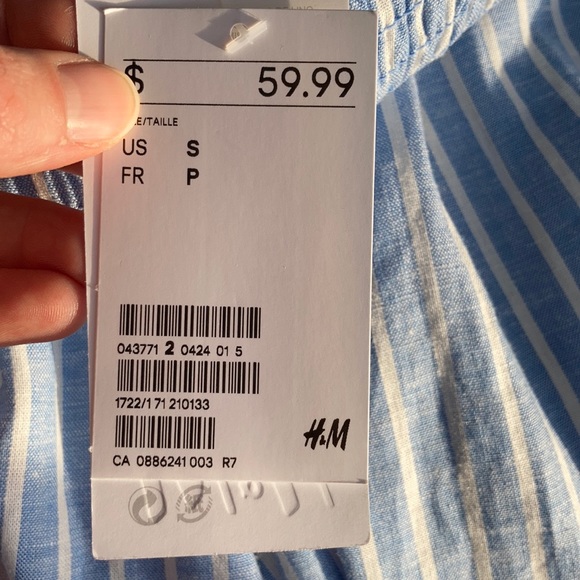 $ 59.99
E/TAILLE
US S
FR P
043771 2 0424 01 5
1722/1 71 210133
H&M
CA 0886241 003 R7